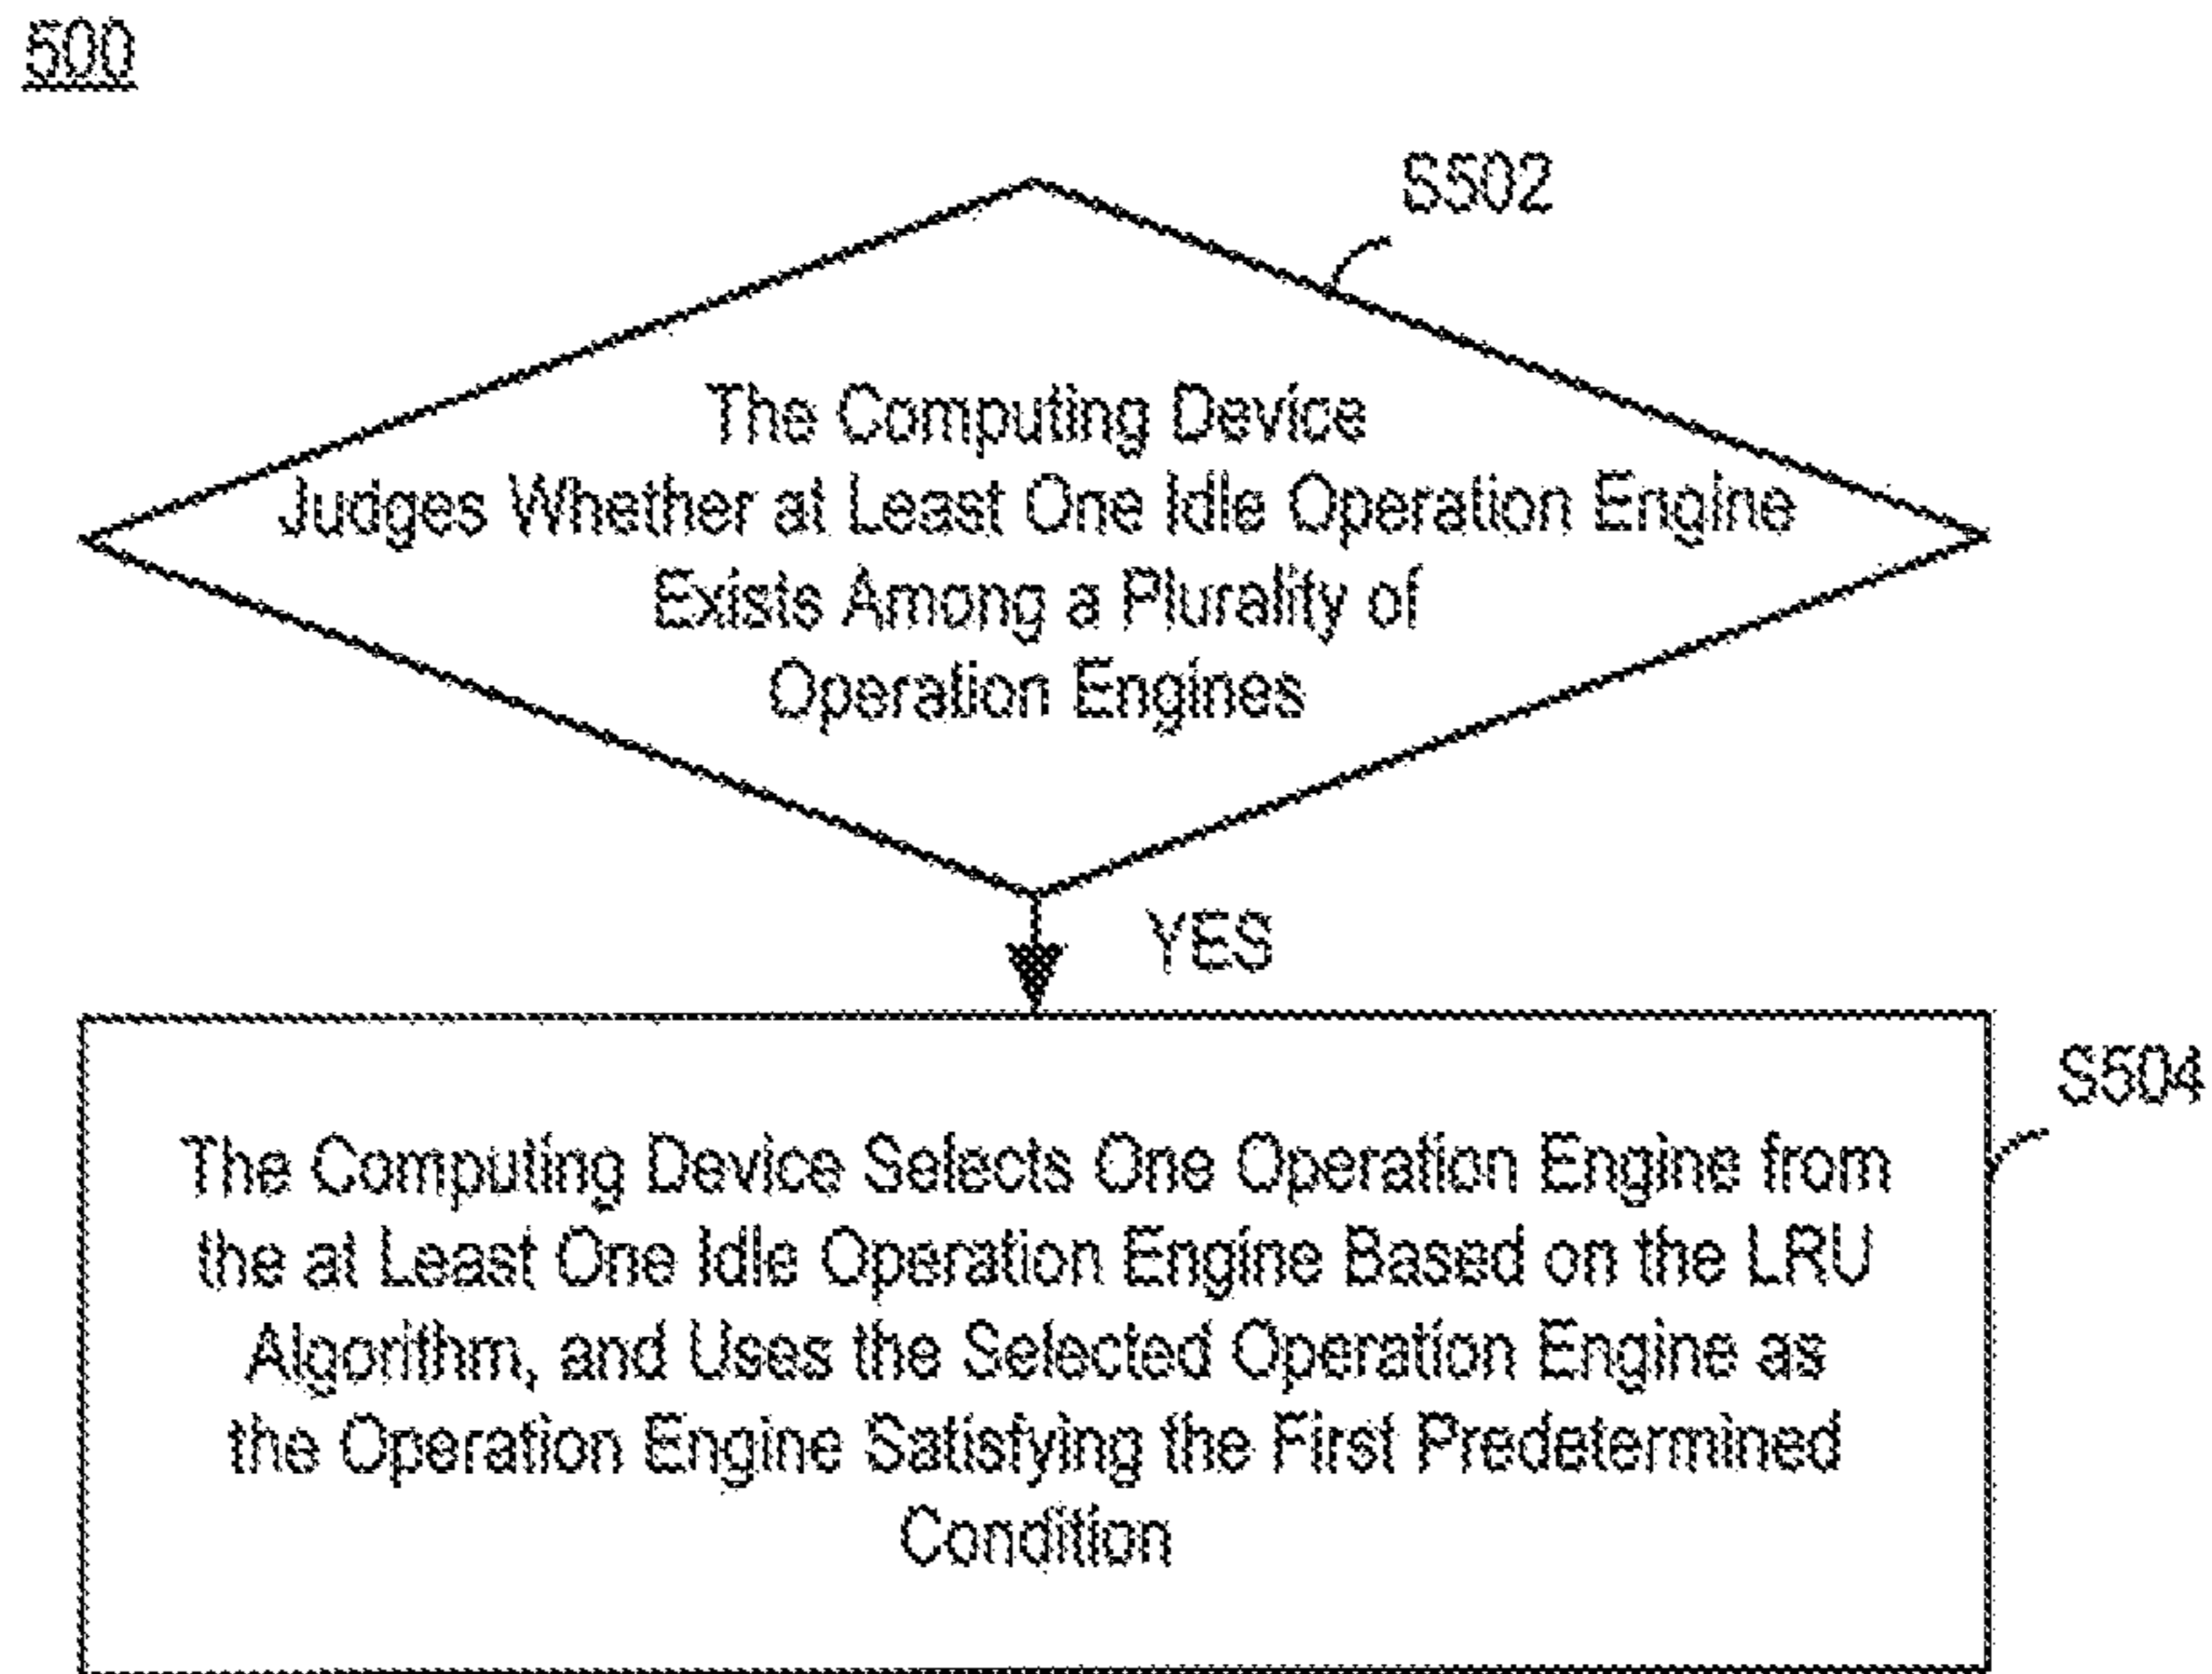 500
S502
The Computing Device
Judges Whether at Least One Idle Operation Engine
Exists Among a Plurality of
Operation Engines
YES
S504
The Computing Device Selects One Operation Engine from
the at Least One Idle Operation Engine Based on the LRU
Algorithm, and Uses the Selected Operation Engine as
the Operation Engine Satisfying the First Predetermined
Condition